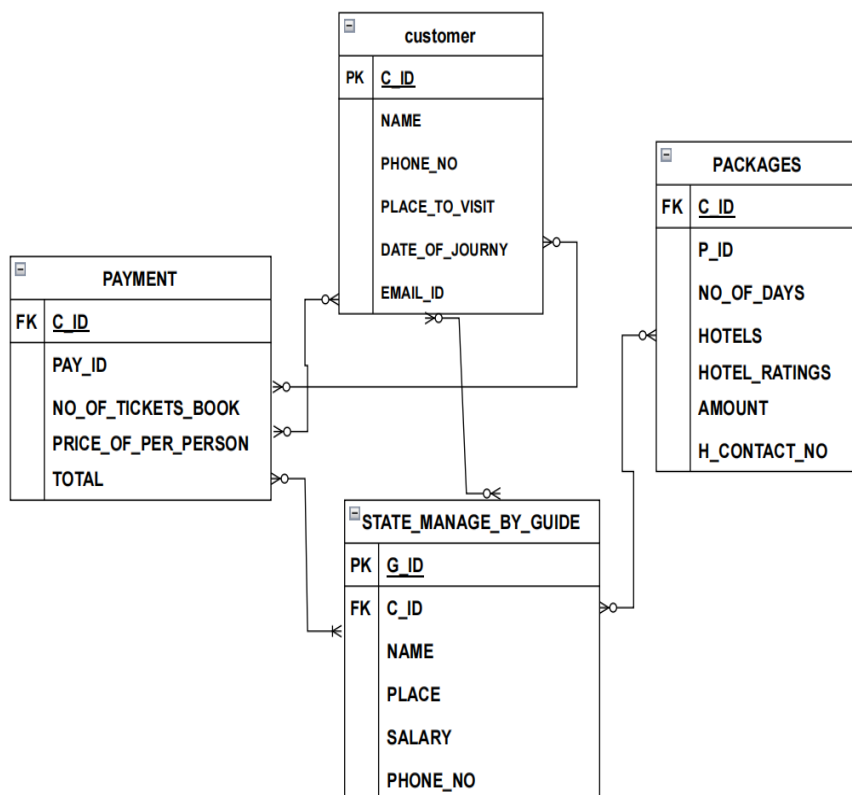 customer
PK C_ID
NAME
PHONE_NO
PLACE_TO_VISIT
DATE_OF_JOURNY
EMAIL_ID
PACKAGES
FK C_ID
P_ID
NO_OF_DAYS
HOTELS
HOTEL_RATINGS
AMOUNT
H_CONTACT_NO
PAYMENT
FK C_ID
PAY_ID
NO_OF_TICKETS_BOOK
PRICE_OF_PER_PERSON
TOTAL
STATE_MANAGE_BY_GUIDE
PK G_ID
FK C_ID
NAME
PLACE
SALARY
PHONE_NO